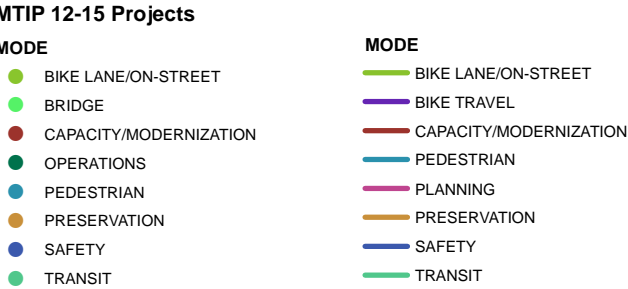 MTIP 12-15 Projects
MODE
BIKE LANE/ON-STREET
BRIDGE
CAPACITY/MODERNIZATION
OPERATIONS
PEDESTRIAN
PRESERVATION
SAFETY
TRANSIT
MODE
BIKE LANE/ON-STREET
BIKE TRAVEL
CAPACITY/MODERNIZATION
PEDESTRIAN
PLANNING
PRESERVATION
SAFETY
TRANSIT